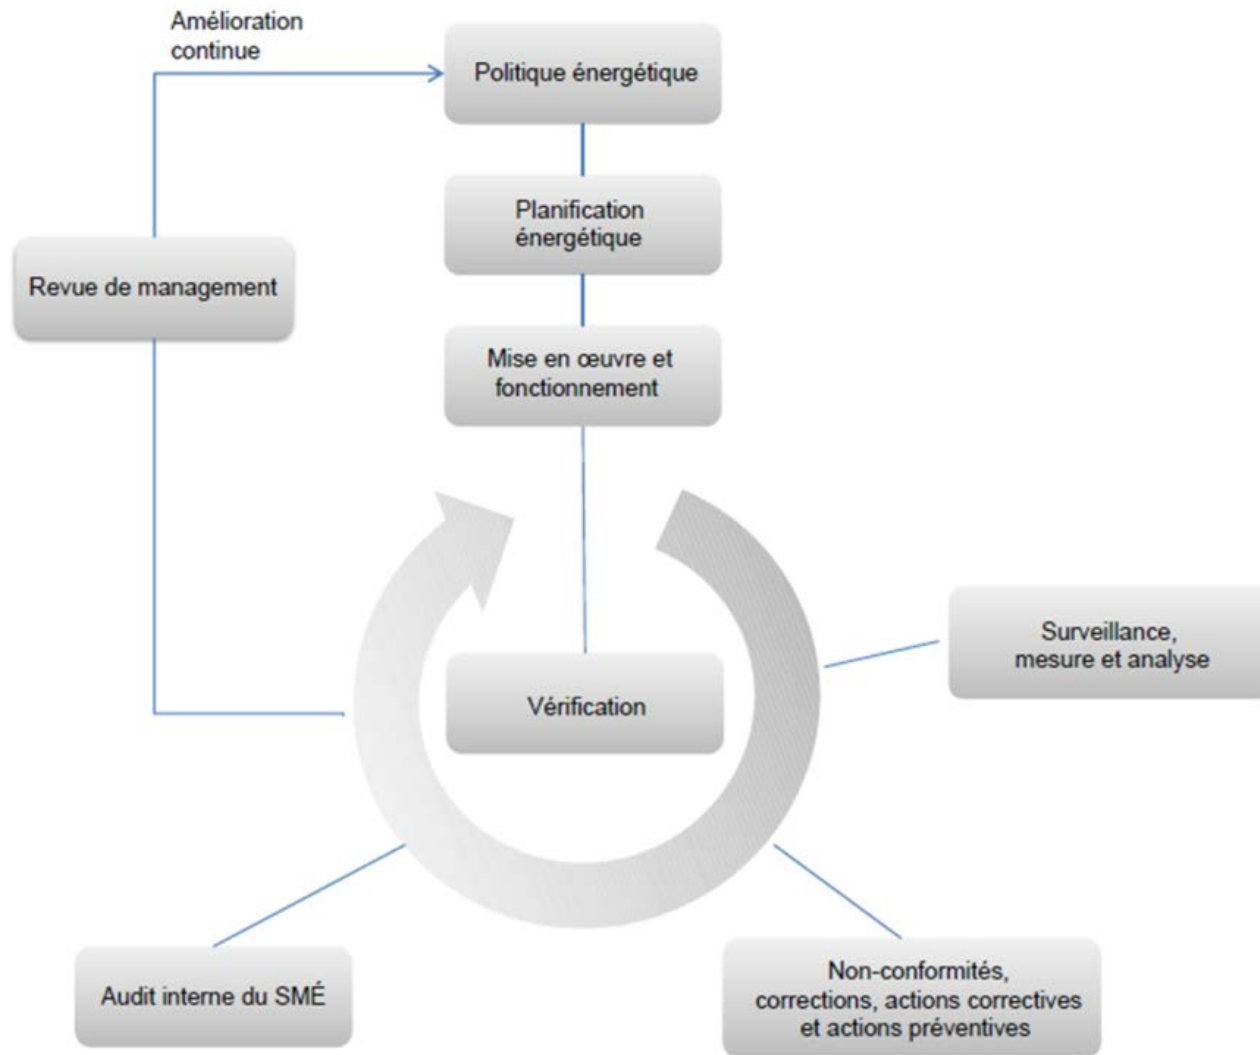 Amélioration
continue
Politique énergétique
Planification
énergétique
Revue de management
Mise en œuvre et
fonctionnement
Surveillance,
mesure et analyse
Vérification
Audit interne du SMÉ
Non-conformités,
corrections, actions correctives
et actions préventives